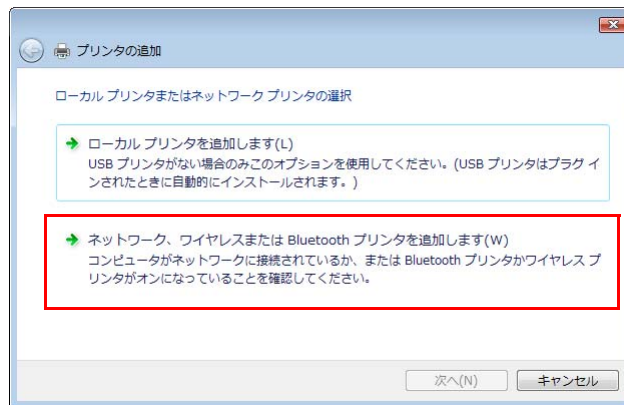 プリンタの追加
ローカル プリンタまたはネットワーク プリンタの選択
ローカル プリンタを追加します(L)
USB プリンタがない場合のみこのオプションを使用してください。(USB プリンタはプラグ イ
ンされたときに自動的にインストールされます。)
ネットワーク、ワイヤレスまたは Bluetooth プリンタを追加します(W)
コンピュータがネットワークに接続されているか、または Bluetooth プリンタかワイヤレス プ
リンタがオンになっていることを確認してください。
次へ(N)
キャンセル